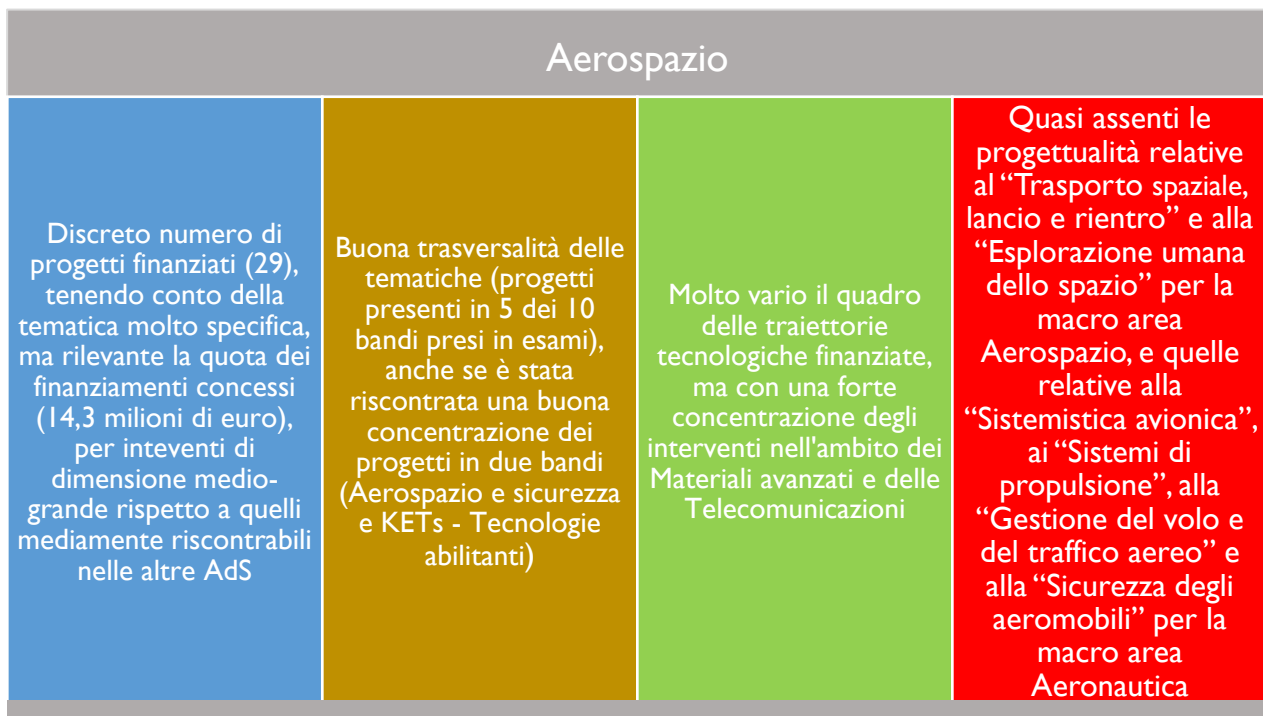 Aerospazio
Discreto numero di
progetti finanziati (29),
tenendo conto della
tematica molto specifica,
ma rilevante la quota dei
finanziamenti concessi
(14,3 milioni di euro),
per inteventi di
dimensione medio-
grande rispetto a quelli
mediamente riscontrabili
nelle altre AdS
Buona trasversalità delle
tematiche (progetti
presenti in 5 dei 10
bandi presi in esami),
anche se è stata
riscontrata una buona
concentrazione dei
progetti in due bandi
(Aerospazio e sicurezza
e KETs - Tecnologie
abilitanti)
Molto vario il quadro
delle traiettorie
tecnologiche finanziate,
ma con una forte
concentrazione degli
interventi nell'ambito dei
Materiali avanzati e delle
Telecomunicazioni
Quasi assenti le
progettualità relative
al “Trasporto spaziale,
lancio e rientro” e alla
“Esplorazione umana
dello spazio” per la
macro area
Aerospazio, e quelle
relative alla
“Sistemistica avionica”,
ai “Sistemi di
propulsione”, alla
“Gestione del volo e
del traffico aereo” e
alla “Sicurezza degli
aeromobili” per la
macro area
Aeronautica